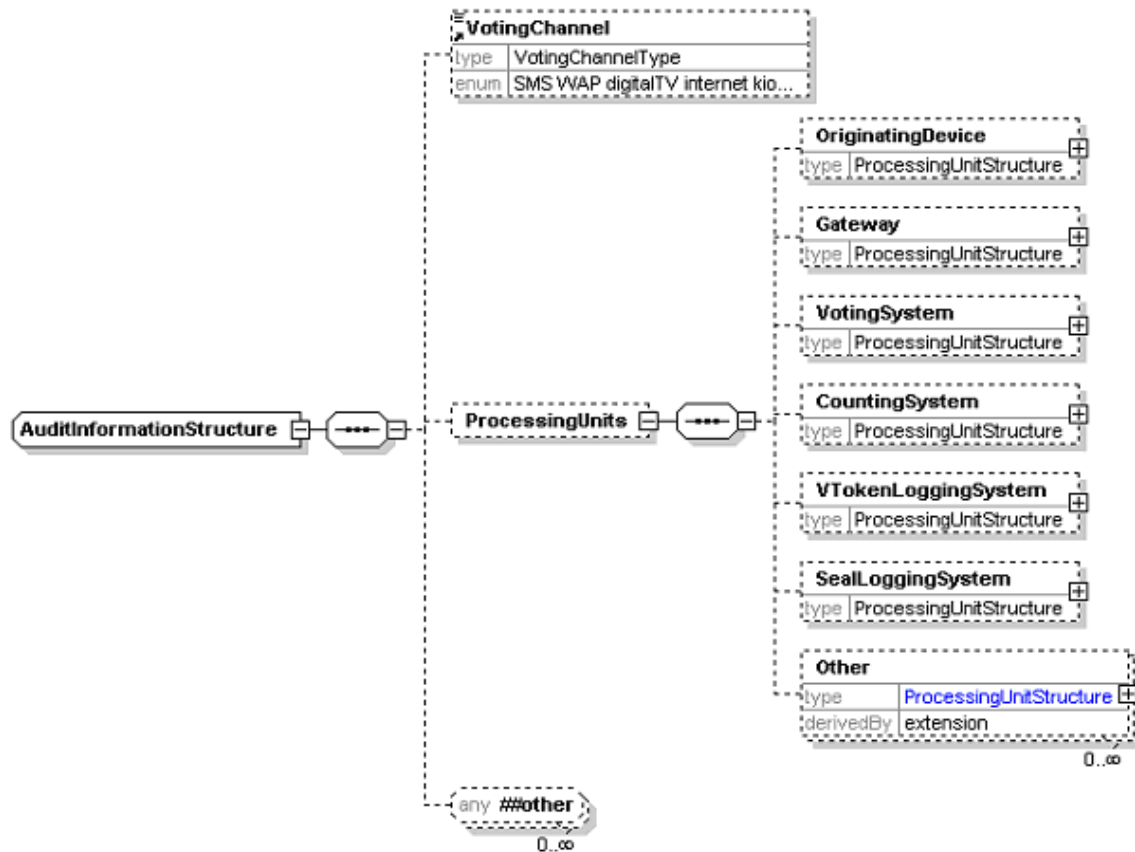 VotingChannel
type VotingChannelType
enum SMS WAP digitalTV internet kio...
OriginatingDevice
type ProcessingUnitStructure
Gateway
type ProcessingUnitStructure
VotingSystem
type ProcessingUnitStructure
AuditInformationStructure
ProcessingUnits
CountingSystem
type ProcessingUnitStructure
VTokenLoggingSystem
type ProcessingUnitStructure
SealLoggingSystem
type ProcessingUnitStructure
Other
type ProcessingUnitStructure
derivedBy extension
0..∞
any ##other
0..∞